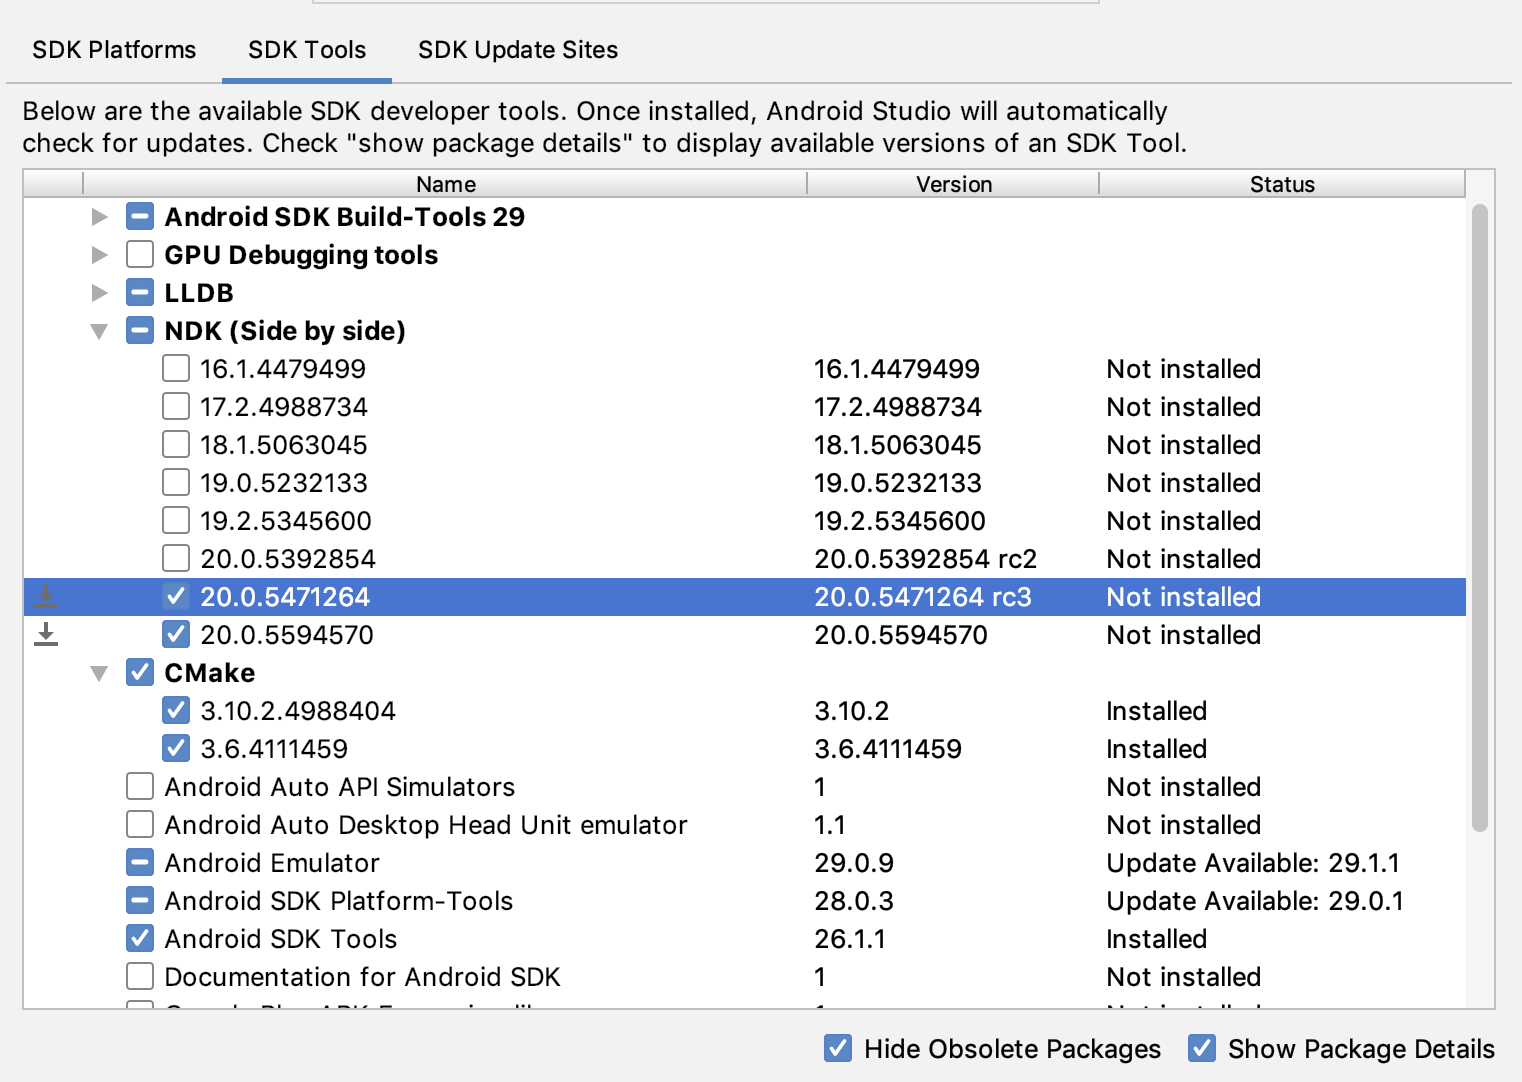 SDK Platforms SDK Tools SDK Update Sites
Below are the available SDK developer tools. Once installed, Android Studio will automatically
check for updates. Check "show package details" to display available versions of an SDK Tool.
Name Version Status
Android SDK Build-Tools 29
GPU Debugging tools
LLDB
NDK (Side by side)
16.1.4479499 16.1.4479499 Not installed
17.2.4988734 17.2.4988734 Not installed
18.1.5063045 18.1.5063045 Not installed
19.0.5232133 19.0.5232133 Not installed
19.2.5345600 19.2.5345600 Not installed
20.0.5392854 20.0.5392854 rc2 Not installed
20.0.5471264 20.0.5471264 rc3 Not installed
20.0.5594570 20.0.5594570 Not installed
CMake
3.10.2.4988404 3.10.2 Installed
3.6.4111459 3.6.4111459 Installed
Android Auto API Simulators 1 Not installed
Android Auto Desktop Head Unit emulator 1.1 Not installed
Android Emulator 29.0.9 Update Available: 29.1.1
Android SDK Platform-Tools 28.0.3 Update Available: 29.0.1
Android SDK Tools 26.1.1 Installed
Documentation for Android SDK 1 Not installed
Hide Obsolete Packages Show Package Details